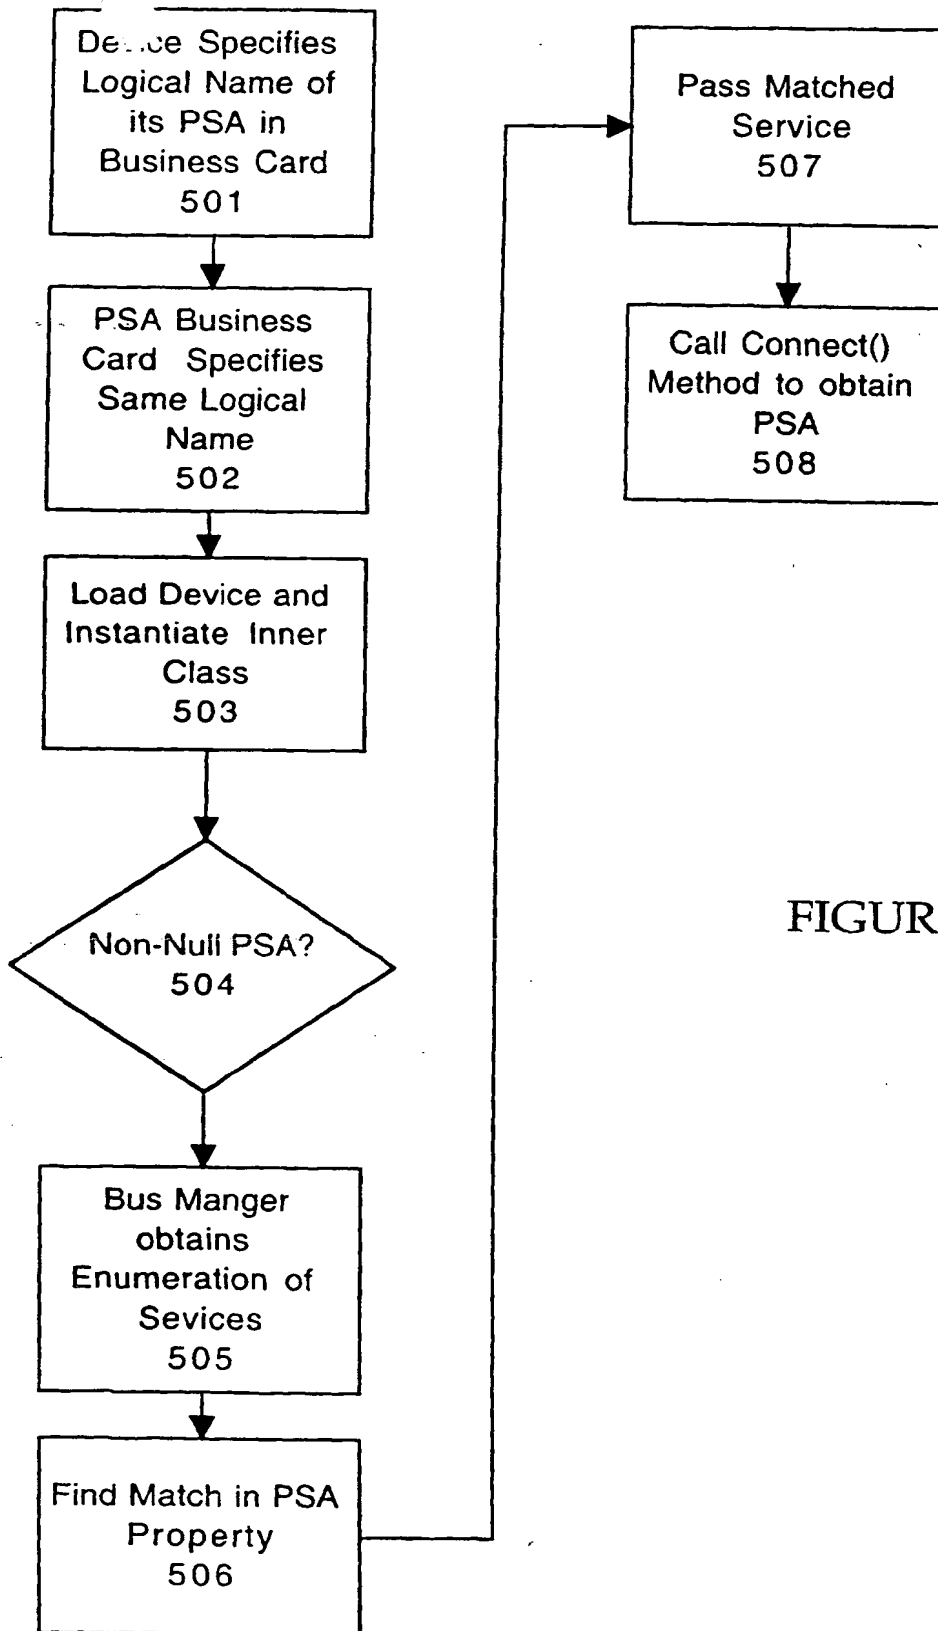 Specifies
Logical Name of
its PSA in
Business Card
501
PSA Business
Card Specifies
Same Logical
Name
502
Load Device and
Instantiate Inner
Class
503
Non-Null PSA?
504
Bus Manger
obtains
Enumeration of
Sevices
505
Find Match in PSA
Property
506
Pass Matched
Service
507
Call Connect()
Method to obtain
PSA
508
FIGUR